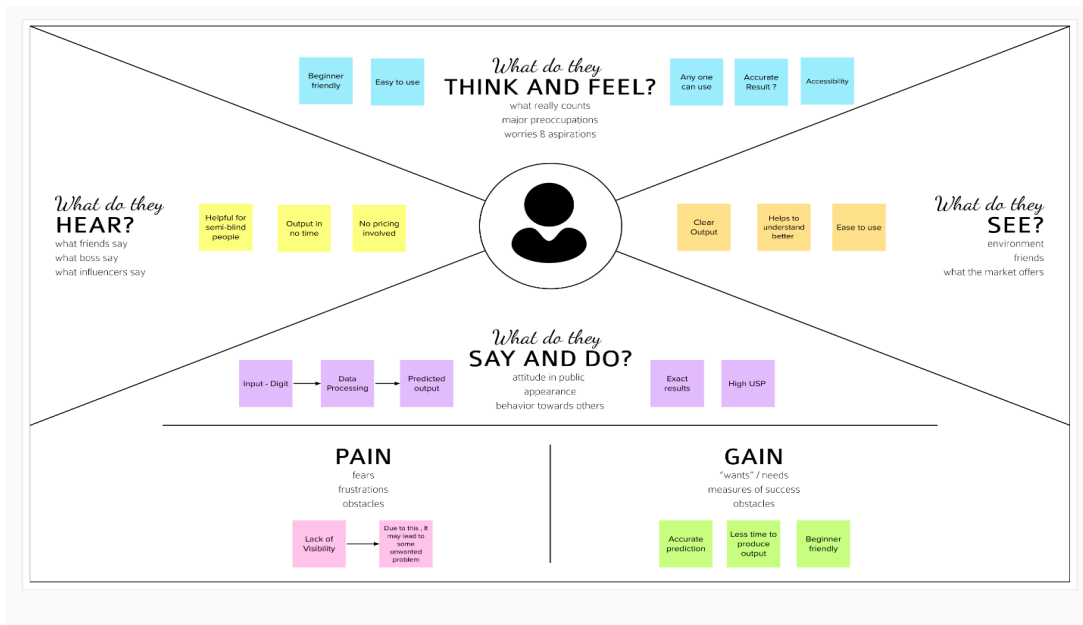 What do they
THINK AND FEEL?
what really counts
major preoccupations
worries & aspirations
Beginner
friendly
Easy to use
Any one
can use
Accurate
Result ?
Accessibility
What do they
HEAR?
what friends say
what boss say
what influencers say
Helpful for
semi-blind
people
Output in
no time
No pricing
involved
Clear
Output
Helps to
understand
better
Ease to use
What do they
SEE?
environment
friends
what the market offers
What do they
SAY AND DO?
attitude in public
appearance
behavior towards others
Input - Digit
Data
Processing
Predicted
output
Exact
results
High USP
PAIN
fears
frustrations
obstacles
Lack of
Visibility
Due to this , It
may lead to
some
unwanted
problem
GAIN
"wants" / needs
measures of success
obstacles
Accurate
prediction
Less time to
produce
output
Beginner
friendly